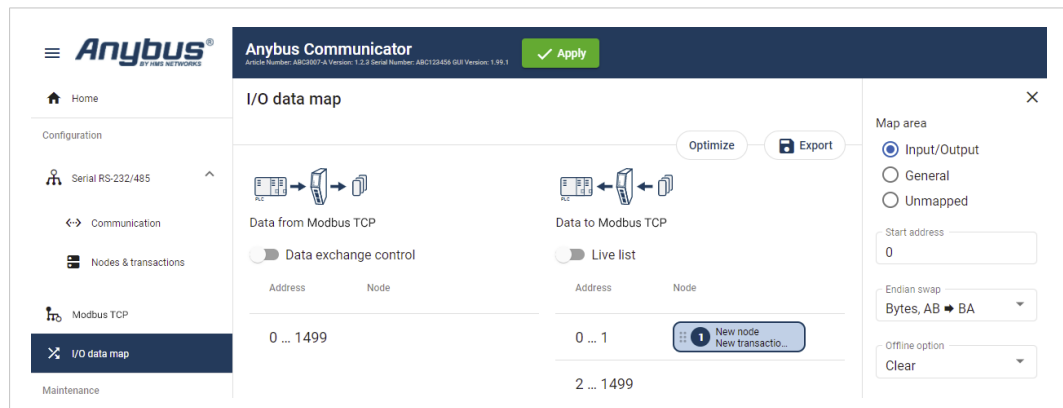 Anybus®
BY HMS NETWORKS
Anybus Communicator
Article Number: ABC3007-A Version: 1.2.3 Serial Number: ABC123456 GUI Version: 1.99.1
Apply
Home
Configuration
Serial RS-232/485
Communication
Nodes & transactions
Modbus TCP
I/O data map
Maintenance
I/O data map
Optimize
Export
PLC
Data from Modbus TCP
Data exchange control
Address Node
0 ... 1499
PLC
Data to Modbus TCP
Live list
Address Node
0 ... 1
1
New node
New transactio...
2 ... 1499
Map area
Input/Output
General
Unmapped
Start address
0
Endian swap
Bytes, AB ➡ BA
Offline option
Clear